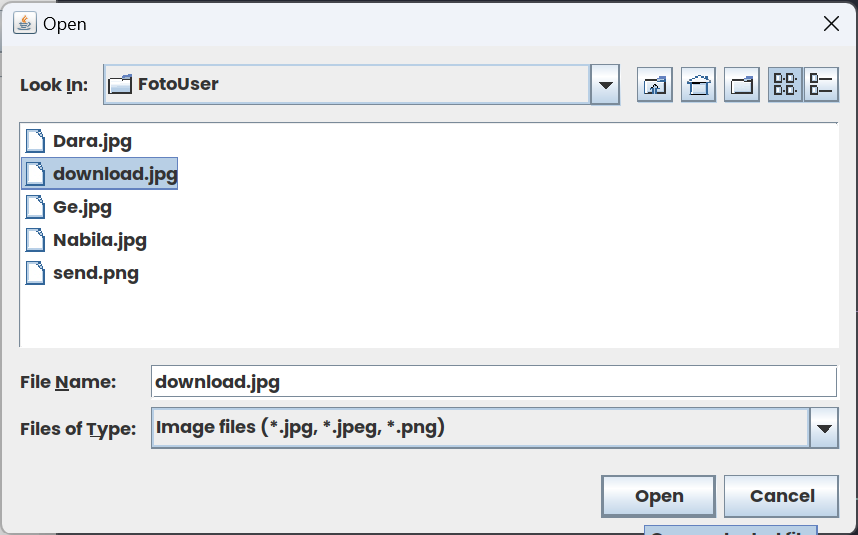 Open
Look In: FotoUser
Dara.jpg
download.jpg
Ge.jpg
Nabila.jpg
send.png
File Name: download.jpg
Files of Type: Image files (*.jpg, *.jpeg, *.png)
Open Cancel